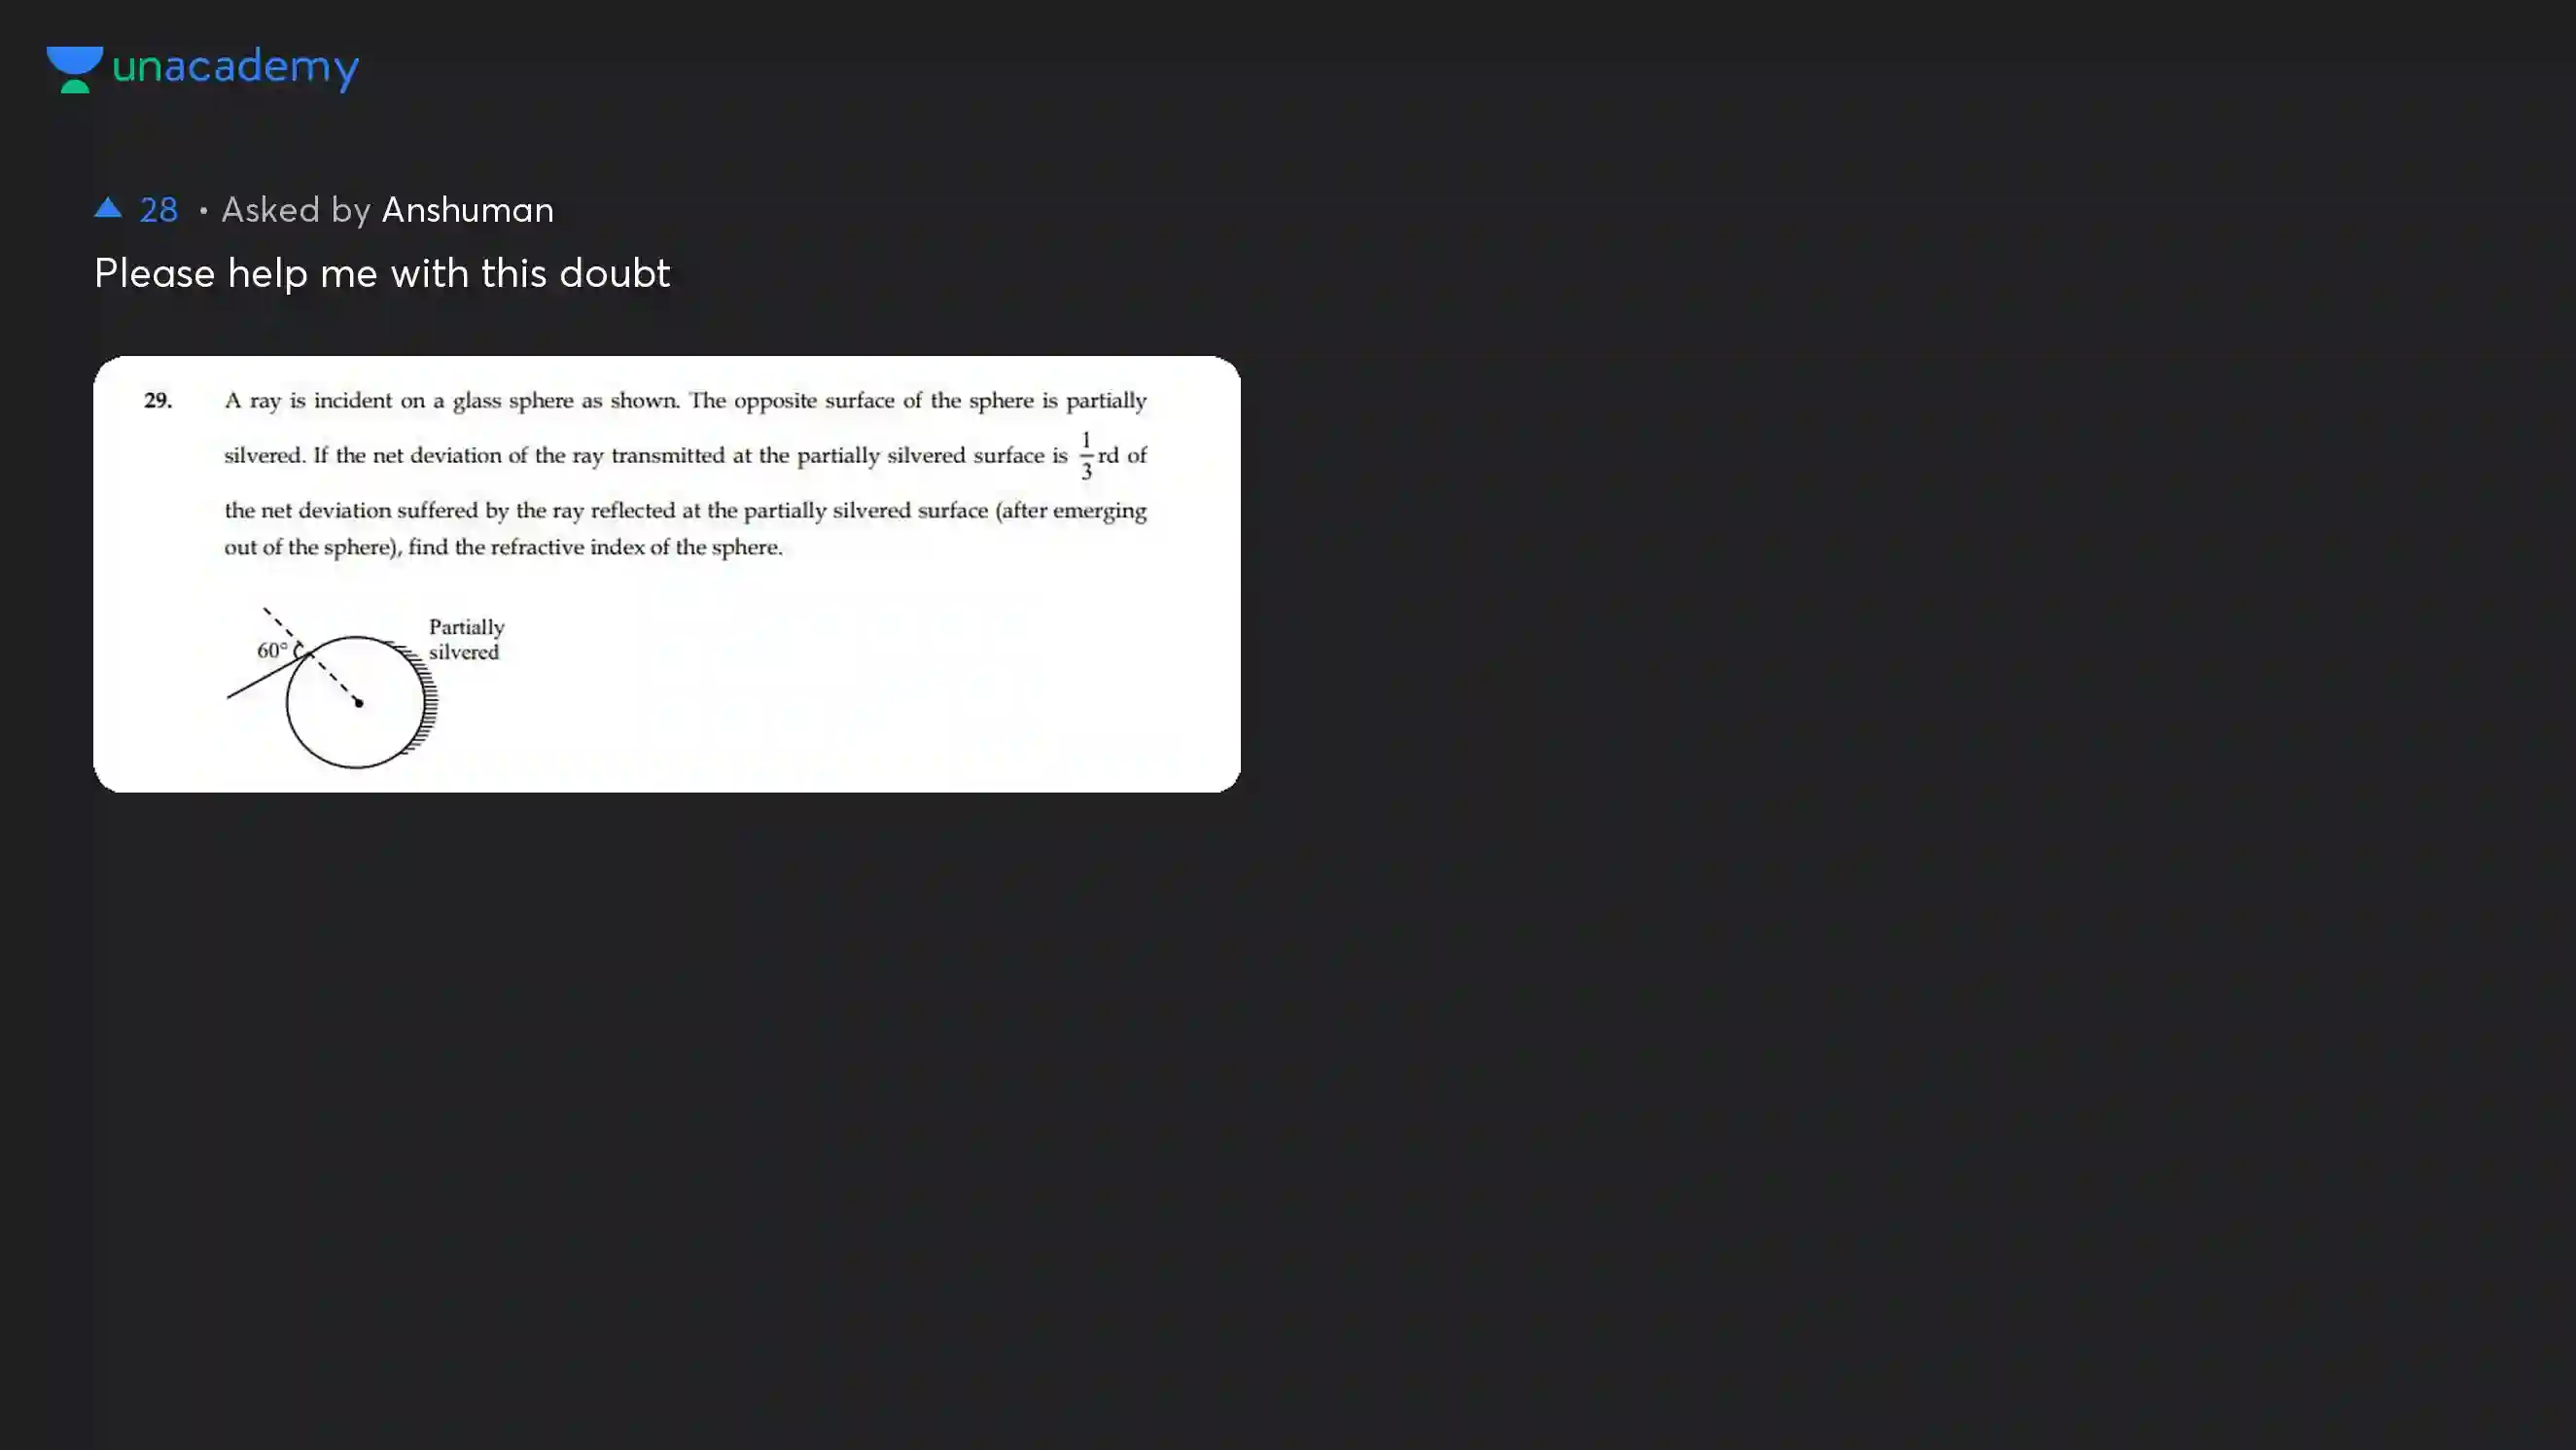 unacademy
▲ 28 • Asked by Anshuman
Please help me with this doubt
29. A ray is incident on a glass sphere as shown. The opposite surface of the sphere is partially
silvered. If the net deviation of the ray transmitted at the partially silvered surface is 1/3 rd of
the net deviation suffered by the ray reflected at the partially silvered surface (after emerging
out of the sphere), find the refractive index of the sphere.
Partially
60° silvered